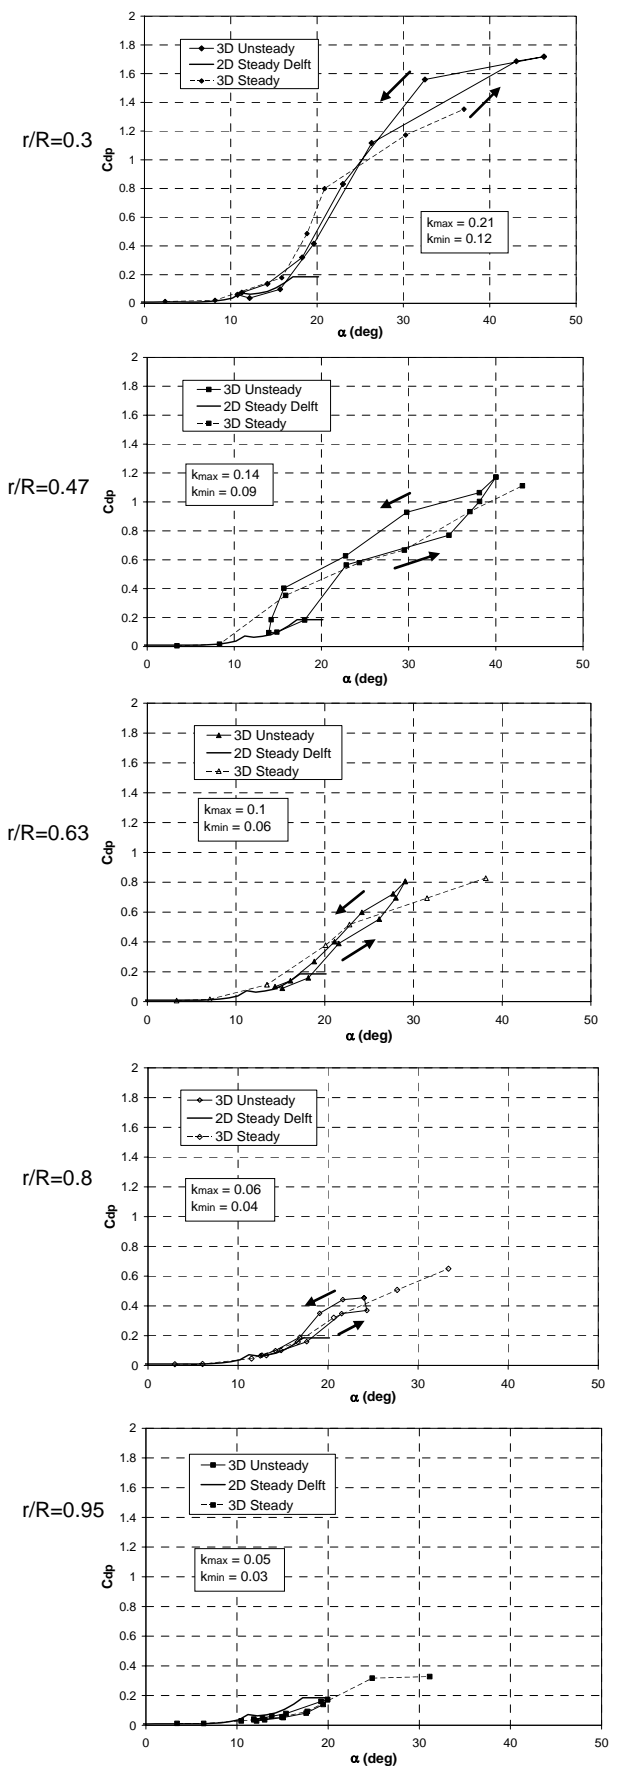 r/R=0.3
Cdp
2
1.8
1.6
1.4
1.2
1
0.8
0.6
0.4
0.2
0
3D Unsteady
2D Steady Delft
3D Steady
kmax = 0.21
kmin = 0.12
0 10 20 30 40 50
α (deg)
r/R=0.47
Cdp
2
1.8
1.6
1.4
1.2
1
0.8
0.6
0.4
0.2
0
3D Unsteady
2D Steady Delft
3D Steady
kmax = 0.14
kmin = 0.09
0 10 20 30 40 50
α (deg)
r/R=0.63
Cdp
2
1.8
1.6
1.4
1.2
1
0.8
0.6
0.4
0.2
0
3D Unsteady
2D Steady Delft
3D Steady
kmax = 0.1
kmin = 0.06
0 10 20 30 40 50
α (deg)
r/R=0.8
Cdp
2
1.8
1.6
1.4
1.2
1
0.8
0.6
0.4
0.2
0
3D Unsteady
2D Steady Delft
3D Steady
kmax = 0.06
kmin = 0.04
0 10 20 30 40 50
α (deg)
r/R=0.95
Cdp
2
1.8
1.6
1.4
1.2
1
0.8
0.6
0.4
0.2
0
3D Unsteady
2D Steady Delft
3D Steady
kmax = 0.05
kmin = 0.03
0 10 20 30 40 50
α (deg)